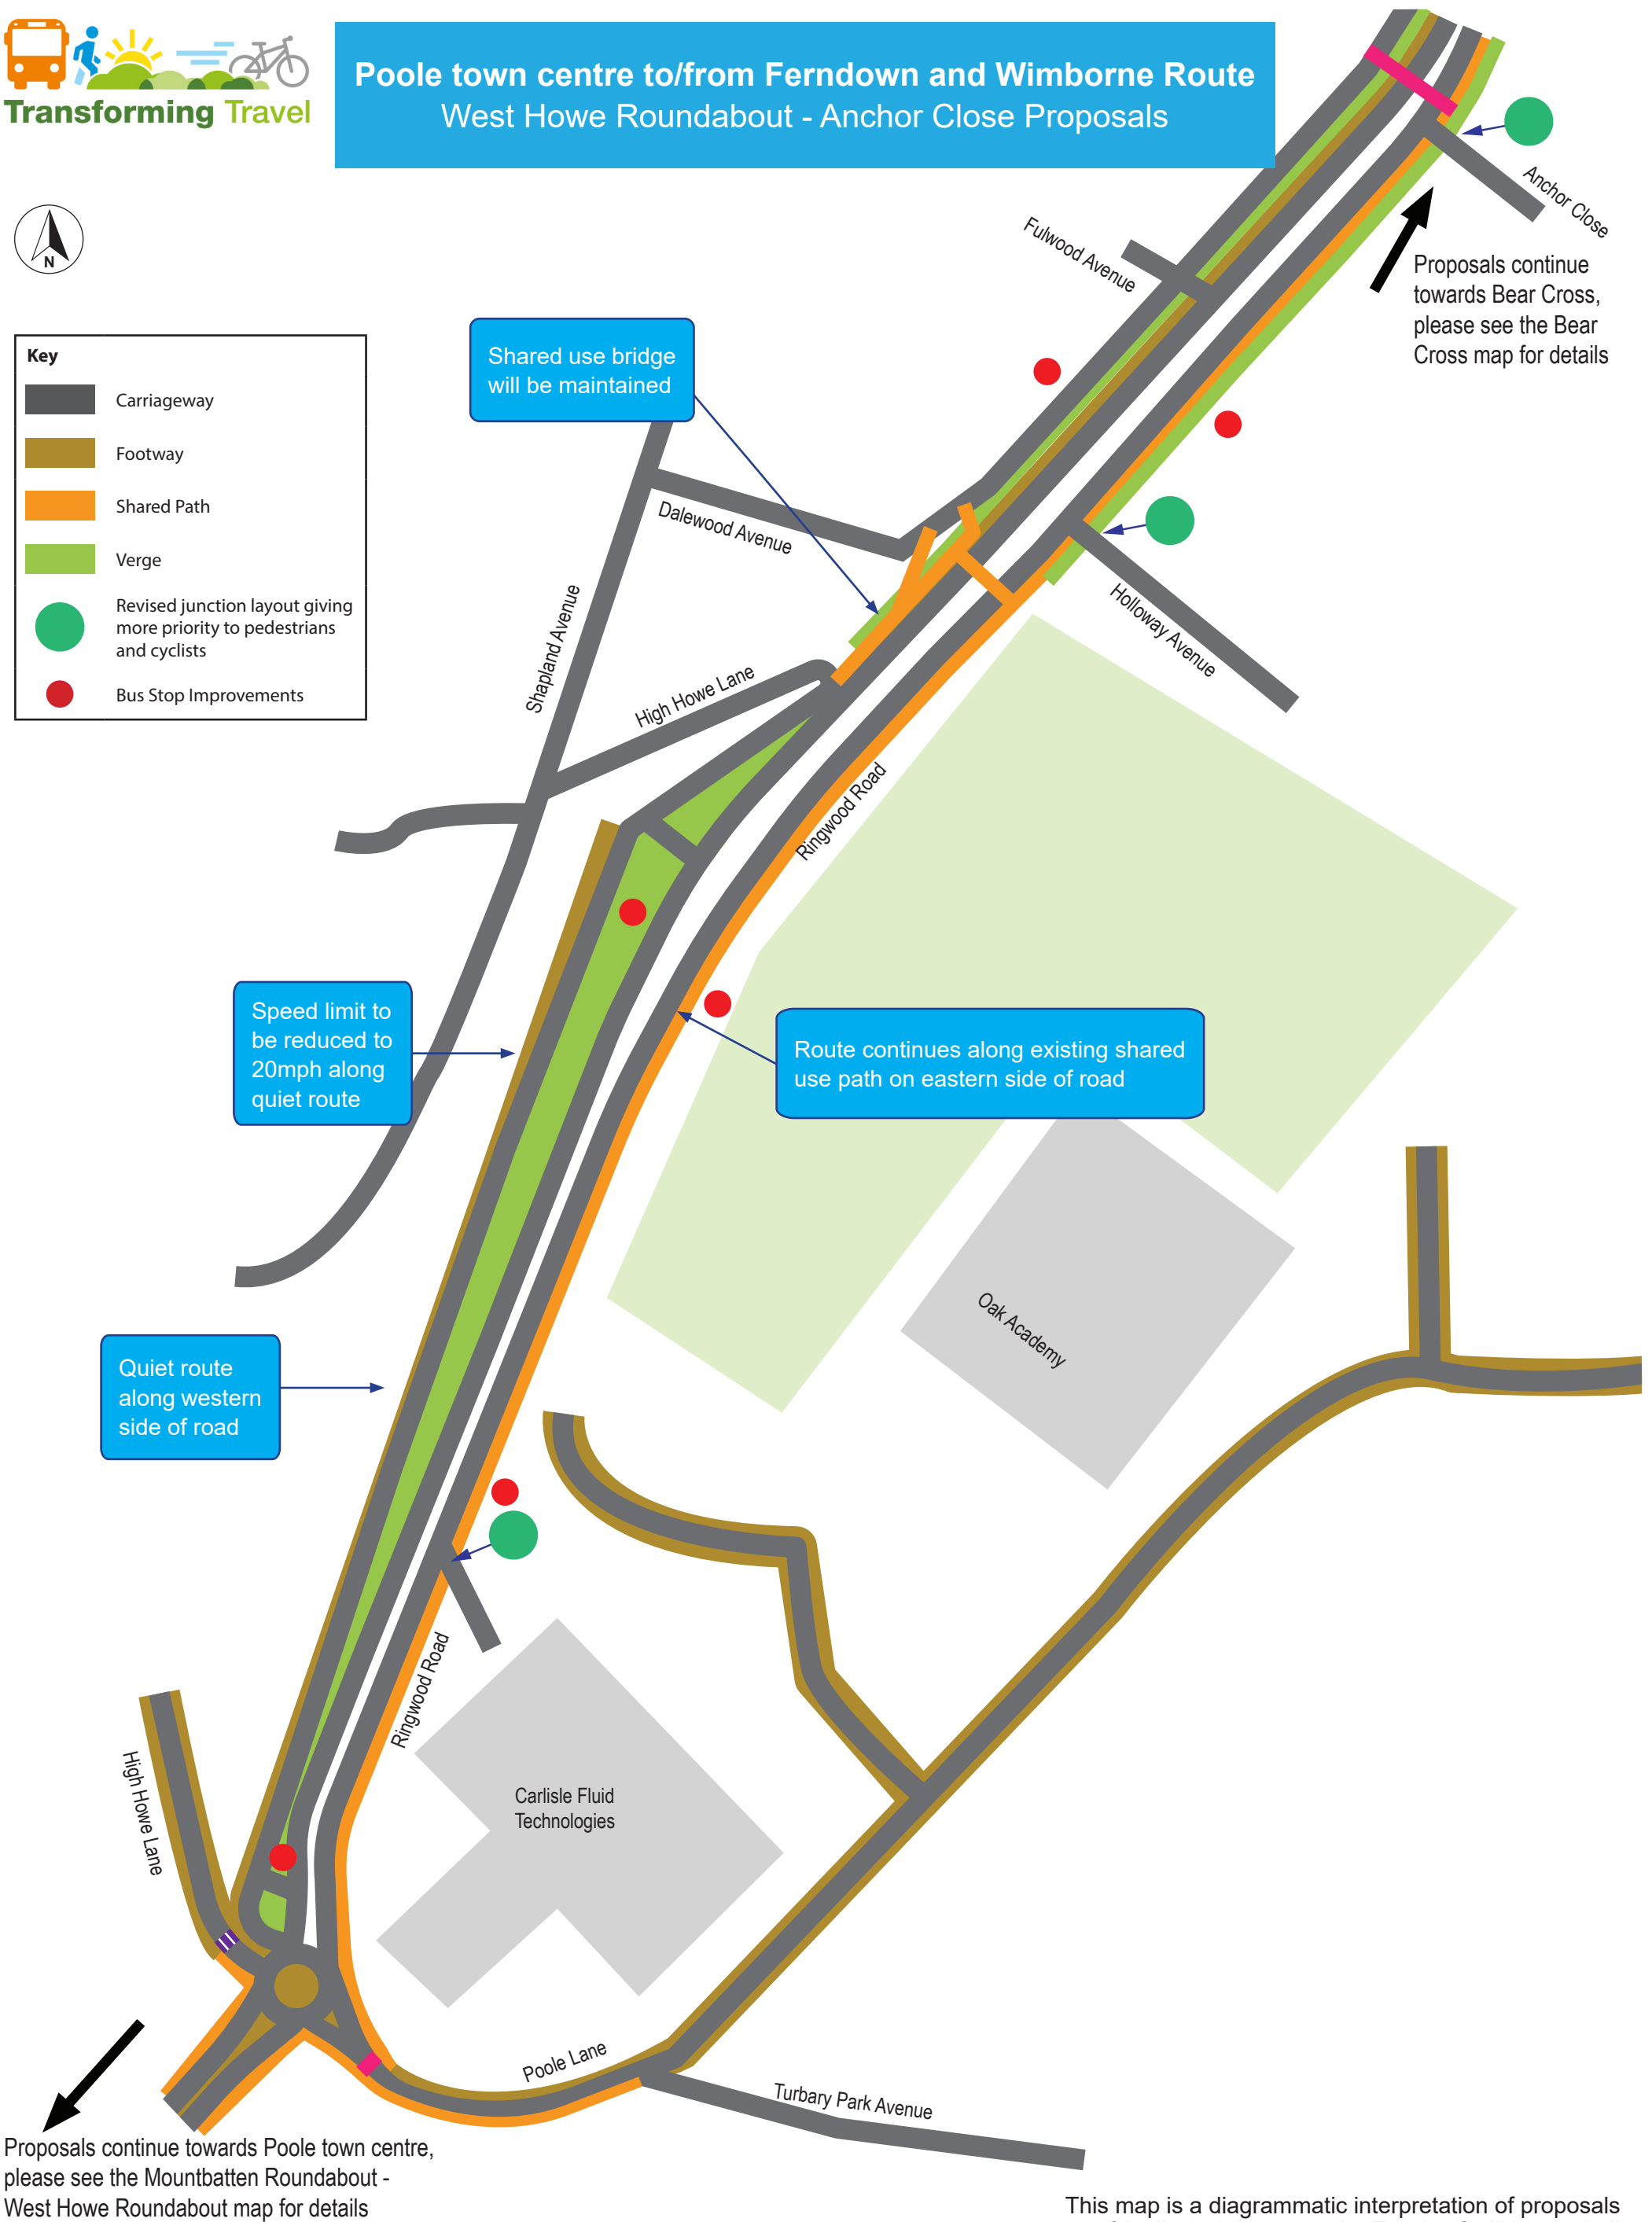 Transforming Travel
Poole town centre to/from Ferndown and Wimborne Route
West Howe Roundabout - Anchor Close Proposals
N
Key
Carriageway
Footway
Shared Path
Verge
Revised junction layout giving
more priority to pedestrians
and cyclists
Bus Stop Improvements
Anchor Close
Proposals continue
towards Bear Cross,
please see the Bear
Cross map for details
Fulwood Avenue
Shared use bridge
will be maintained
Dalewood Avenue
Holloway Avenue
Shapland Avenue
High Howe Lane
Ringwood Road
Speed limit to
be reduced to
20mph along
quiet route
Route continues along existing shared
use path on eastern side of road
Oak Academy
Quiet route
along western
side of road
Ringwood Road
High Howe Lane
Carlisle Fluid
Technologies
Poole Lane
Turbary Park Avenue
Proposals continue towards Poole town centre,
please see the Mountbatten Roundabout -
West Howe Roundabout map for details
This map is a diagrammatic interpretation of proposals